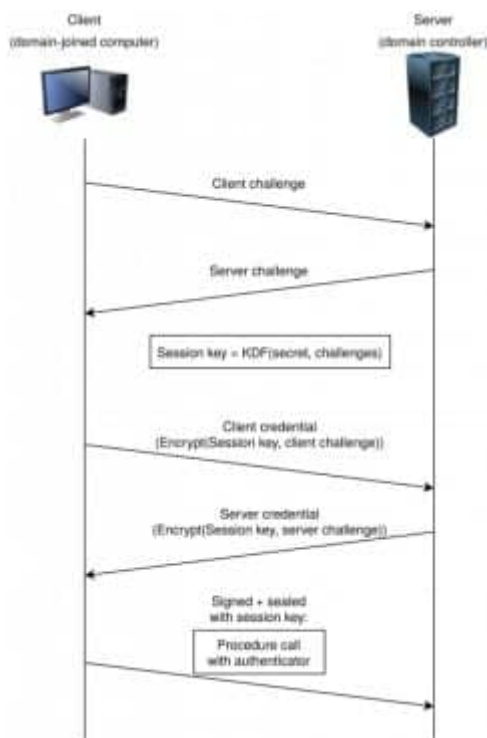 Client
(domain-joined computer)
Server
(domain controller)
Client challenge
Server challenge
Session key = KDF(secret, challenges)
Client credential
(Encrypt(Session key, client challenge))
Server credential
(Encrypt(Session key, server challenge))
Signed + sealed
with session key:
Procedure call
with authenticator